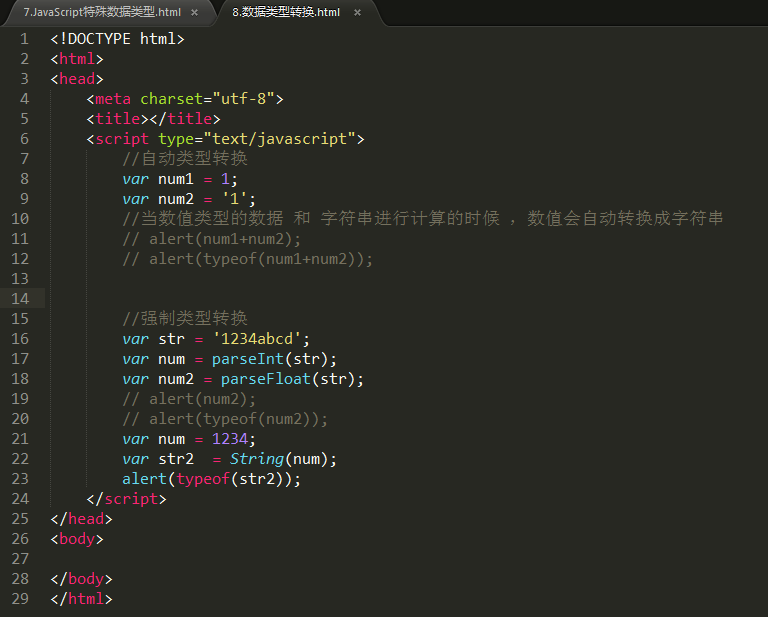 7.JavaScript特殊数据类型.html × 8.数据类型转换.html ×
1 <!DOCTYPE html>
2 <html>
3 <head>
4 <meta charset="utf-8">
5 <title></title>
6 <script type="text/javascript">
7 //自动类型转换
8 var num1 = 1;
9 var num2 = '1';
10 //当数值类型的数据 和 字符串进行计算的时候 ，数值会自动转换成字符串
11 // alert(num1+num2);
12 // alert(typeof(num1+num2));
13
14
15 //强制类型转换
16 var str = '1234abcd';
17 var num = parseInt(str);
18 var num2 = parseFloat(str);
19 // alert(num2);
20 // alert(typeof(num2));
21 var num = 1234;
22 var str2  = String(num);
23 alert(typeof(str2));
24 </script>
25 </head>
26 <body>
27
28 </body>
29 </html>